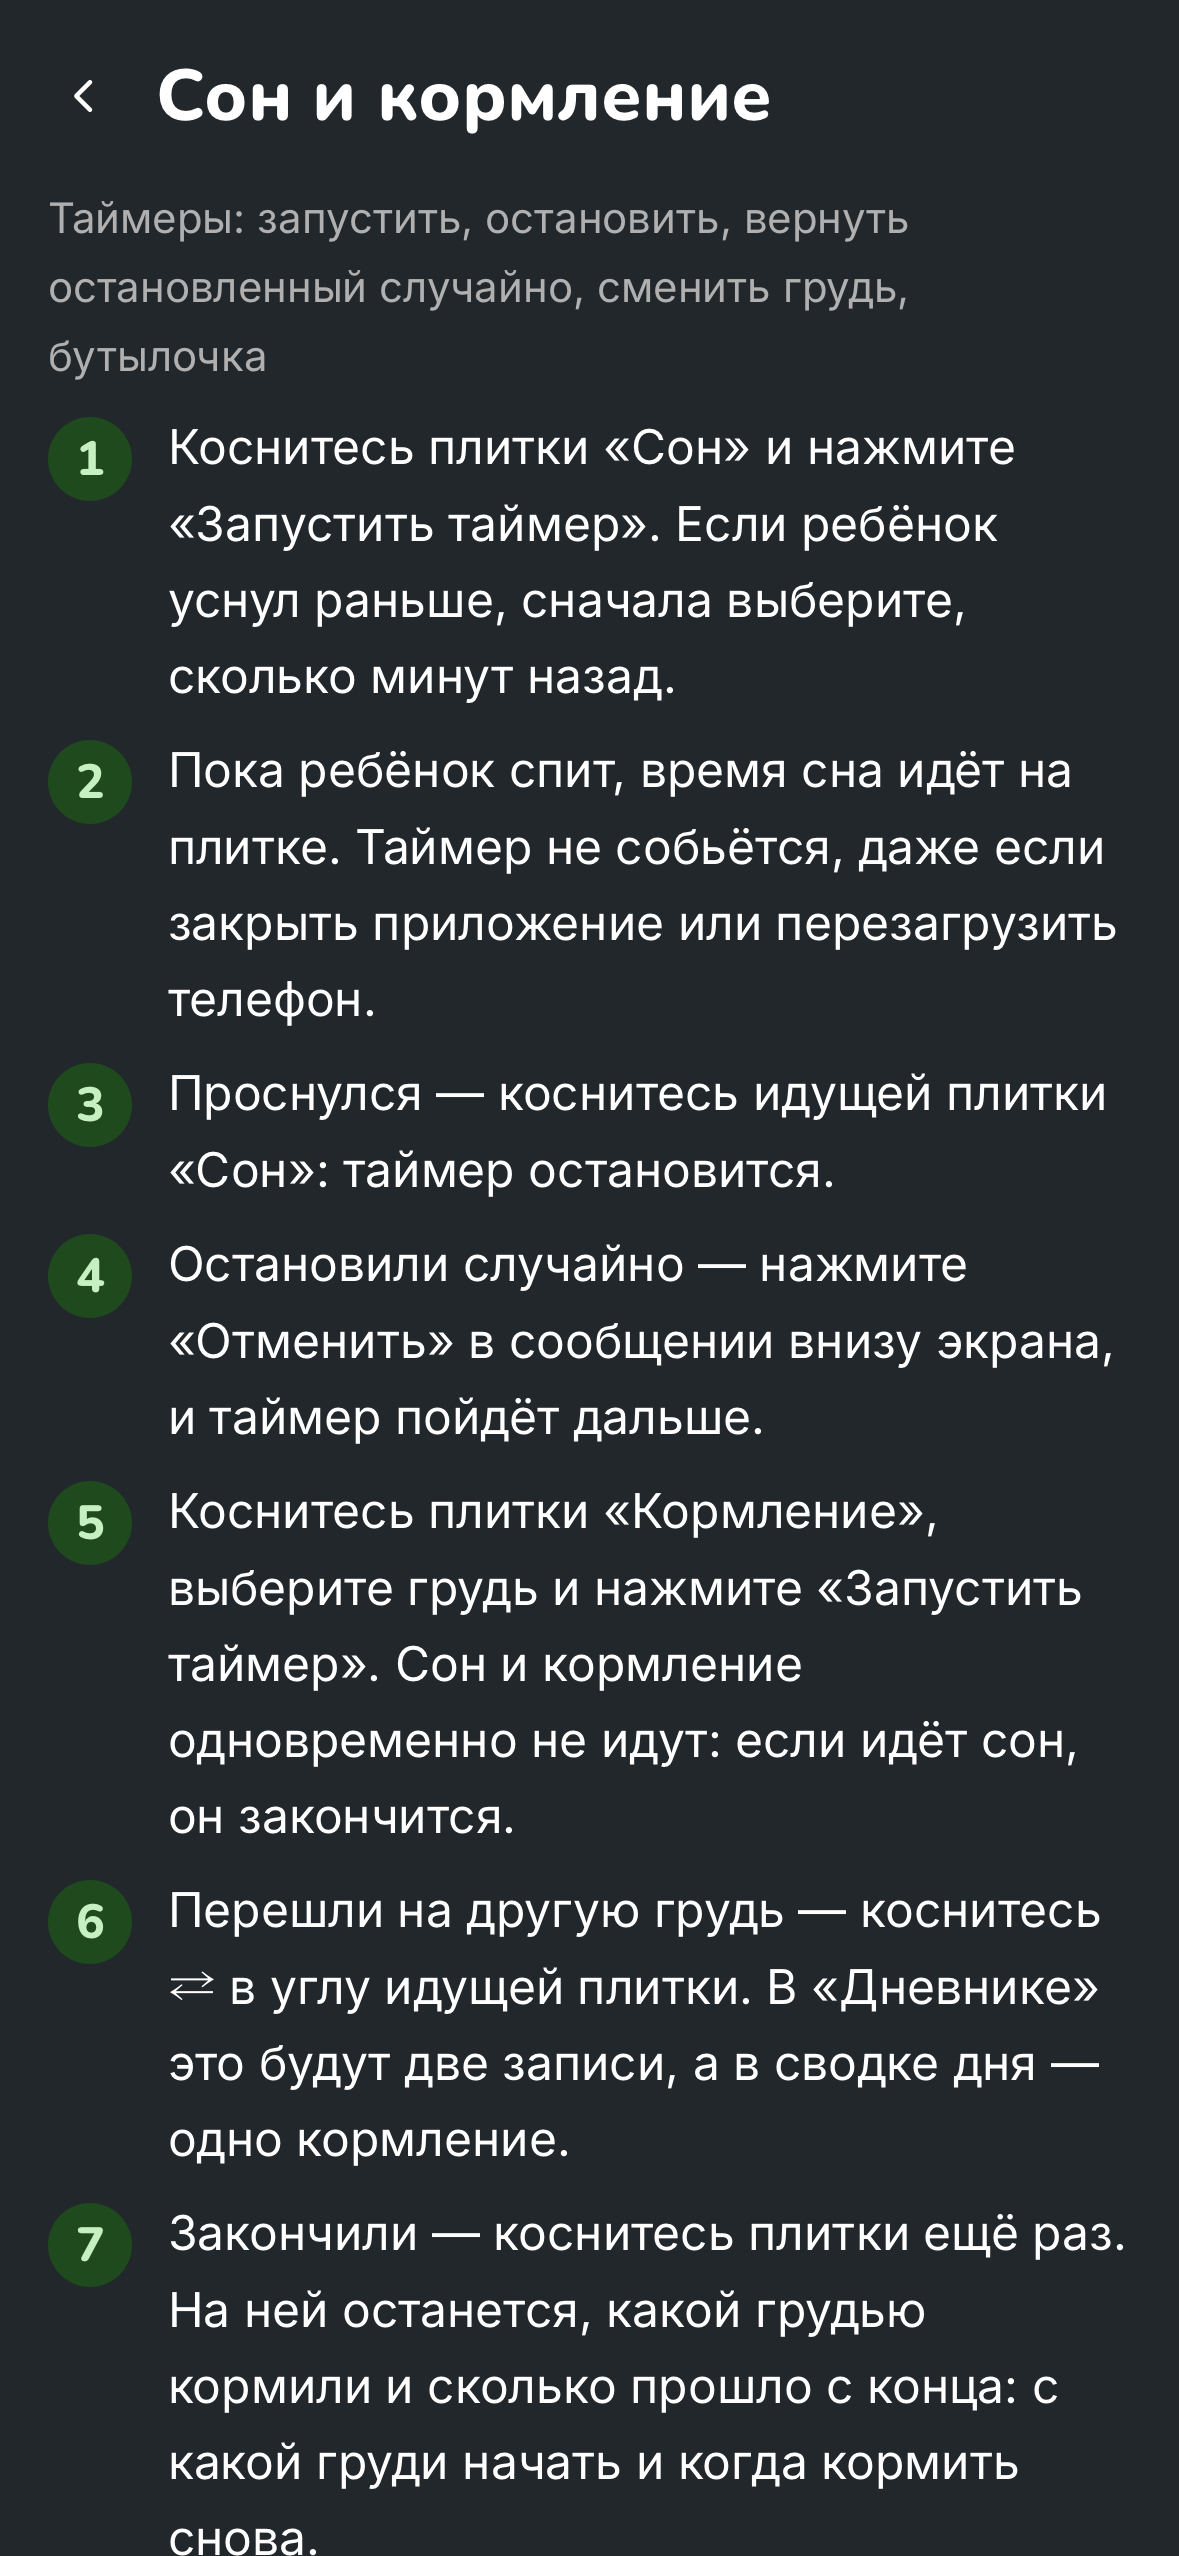 Сон и кормление
Таймеры: запустить, остановить, вернуть
остановленный случайно, сменить грудь,
бутылочка
1 Коснитесь плитки «Сон» и нажмите
«Запустить таймер». Если ребёнок
уснул раньше, сначала выберите,
сколько минут назад.
2 Пока ребёнок спит, время сна идёт на
плитке. Таймер не собьётся, даже если
закрыть приложение или перезагрузить
телефон.
3 Проснулся — коснитесь идущей плитки
«Сон»: таймер остановится.
4 Остановили случайно — нажмите
«Отменить» в сообщении внизу экрана,
и таймер пойдёт дальше.
5 Коснитесь плитки «Кормление»,
выберите грудь и нажмите «Запустить
таймер». Сон и кормление
одновременно не идут: если идёт сон,
он закончится.
6 Перешли на другую грудь — коснитесь
⇄ в углу идущей плитки. В «Дневнике»
это будут две записи, а в сводке дня —
одно кормление.
7 Закончили — коснитесь плитки ещё раз.
На ней останется, какой грудью
кормили и сколько прошло с конца: с
какой груди начать и когда кормить
снова.